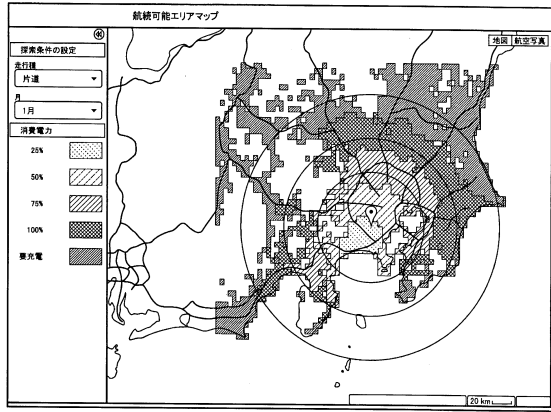 航続可能エリアマップ
探索条件の設定
走行種
片道
月
1月
消費電力
25%
50%
75%
100%
要充電
地図 航空写真
20 km